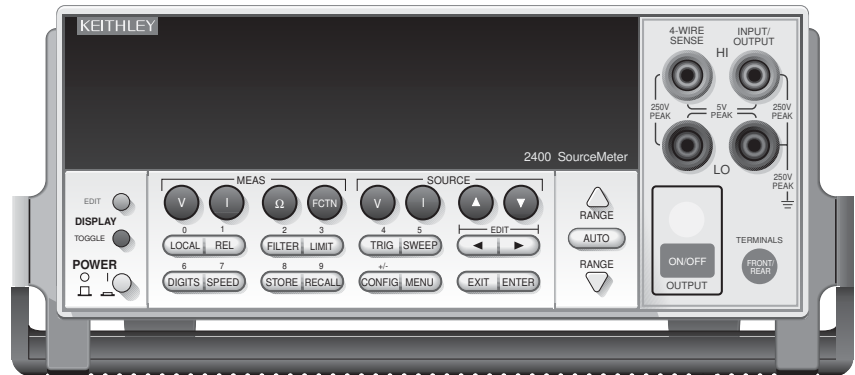 KEITHLEY
4-WIRE SENSE
INPUT/ OUTPUT
HI
250V PEAK
5V PEAK
250V PEAK
2400 SourceMeter
LO
250V PEAK
MEAS
SOURCE
V I Ω FCTN V I ▲ ▼
EDIT
DISPLAY
TOGGLE
0 1 2 3 4 5 EDIT
LOCAL REL FILTER LIMIT TRIG SWEEP ◀ ▶
POWER
6 7 8 9 +/-
DIGITS SPEED STORE RECALL CONFIG MENU EXIT ENTER
RANGE
AUTO
RANGE
ON/OFF
OUTPUT
TERMINALS
FRONT/ REAR